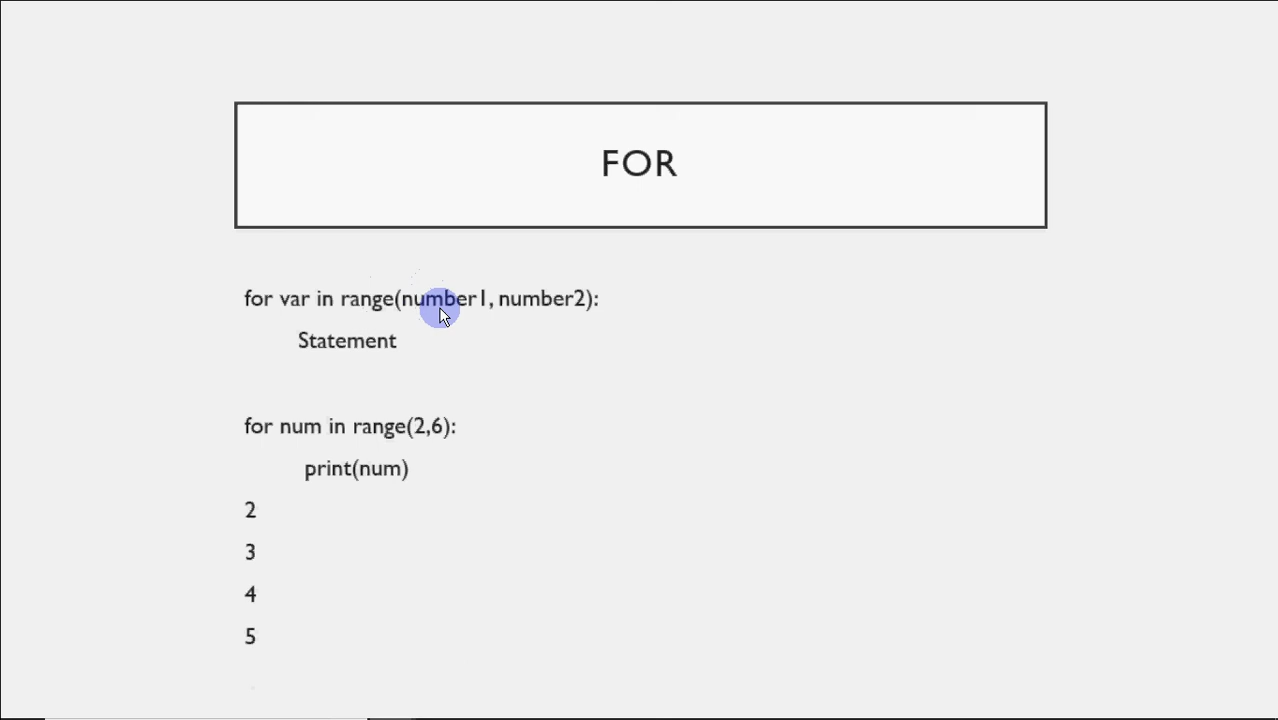 FOR
for var in range(number1, number2):
Statement
for num in range(2,6):
print(num)
2
3
4
5